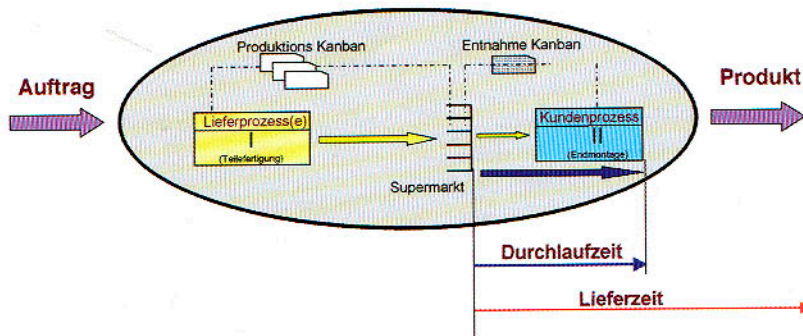 Produktions Kanban
Entnahme Kanban
Auftrag
Produkt
Lieferprozess(e)
I
(Teilefertigung)
Kundenprozess
II
(Endmontage)
Supermarkt
Durchlaufzeit
Lieferzeit